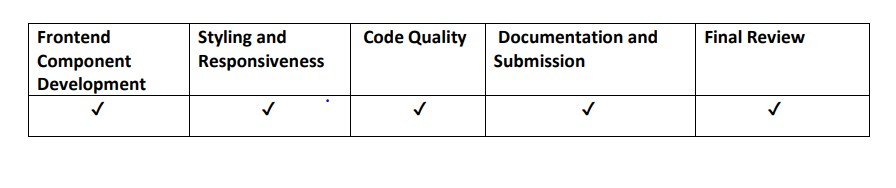 Frontend Component Development
Styling and Responsiveness
Code Quality
Documentation and Submission
Final Review
✓ ✓ ✓ ✓ ✓